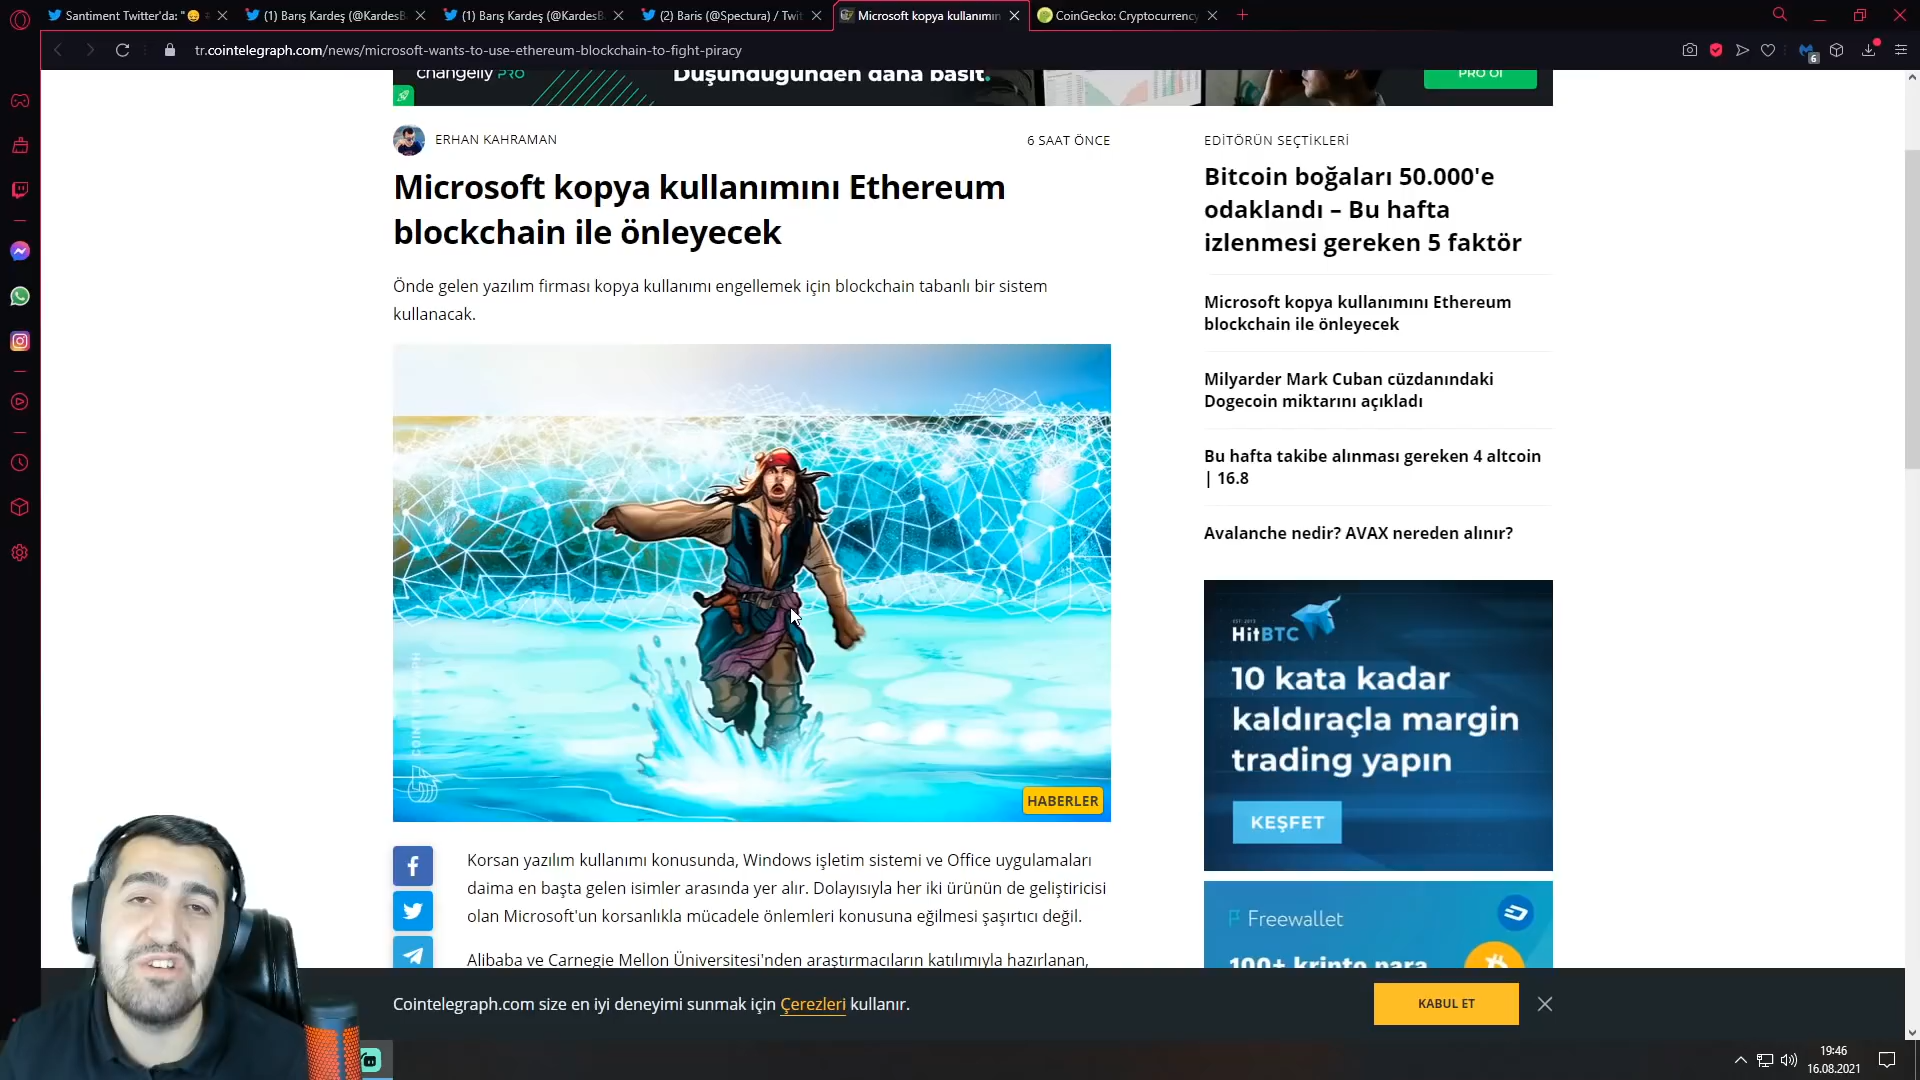 Santiment Twitter'da: "
(1) Barış Kardeş (@KardesB
(1) Barış Kardeş (@KardesB
(2) Baris (@Spectura) / Twit
Microsoft kopya kullanımın
CoinGecko: Cryptocurrency
tr.cointelegraph.com/news/microsoft-wants-to-use-ethereum-blockchain-to-fight-piracy
6
changelly PRO
Düşündüğünden daha basit.
PRO Ol
ERHAN KAHRAMAN
6 SAAT ÖNCE
Microsoft kopya kullanımını Ethereum
blockchain ile önleyecek
Önde gelen yazılım firması kopya kullanımı engellemek için blockchain tabanlı bir sistem
kullanacak.
HABERLER
Korsan yazılım kullanımı konusunda, Windows işletim sistemi ve Office uygulamaları
daima en başta gelen isimler arasında yer alır. Dolayısıyla her iki ürünün de geliştiricisi
olan Microsoft'un korsanlıkla mücadele önlemleri konusuna eğilmesi şaşırtıcı değil.
Alibaba ve Carnegie Mellon Üniversitesi'nden araştırmacıların katılımıyla hazırlanan,
EDİTÖRÜN SEÇTİKLERİ
Bitcoin boğaları 50.000'e
odaklandı – Bu hafta
izlenmesi gereken 5 faktör
Microsoft kopya kullanımını Ethereum
blockchain ile önleyecek
Milyarder Mark Cuban cüzdanındaki
Dogecoin miktarını açıkladı
Bu hafta takibe alınması gereken 4 altcoin
| 16.8
Avalanche nedir? AVAX nereden alınır?
HitBTC
10 kata kadar
kaldıraçla margin
trading yapın
KEŞFET
Freewallet
100+ kripto para
Cointelegraph.com size en iyi deneyimi sunmak için Çerezleri kullanır.
KABUL ET
19:46
16.08.2021